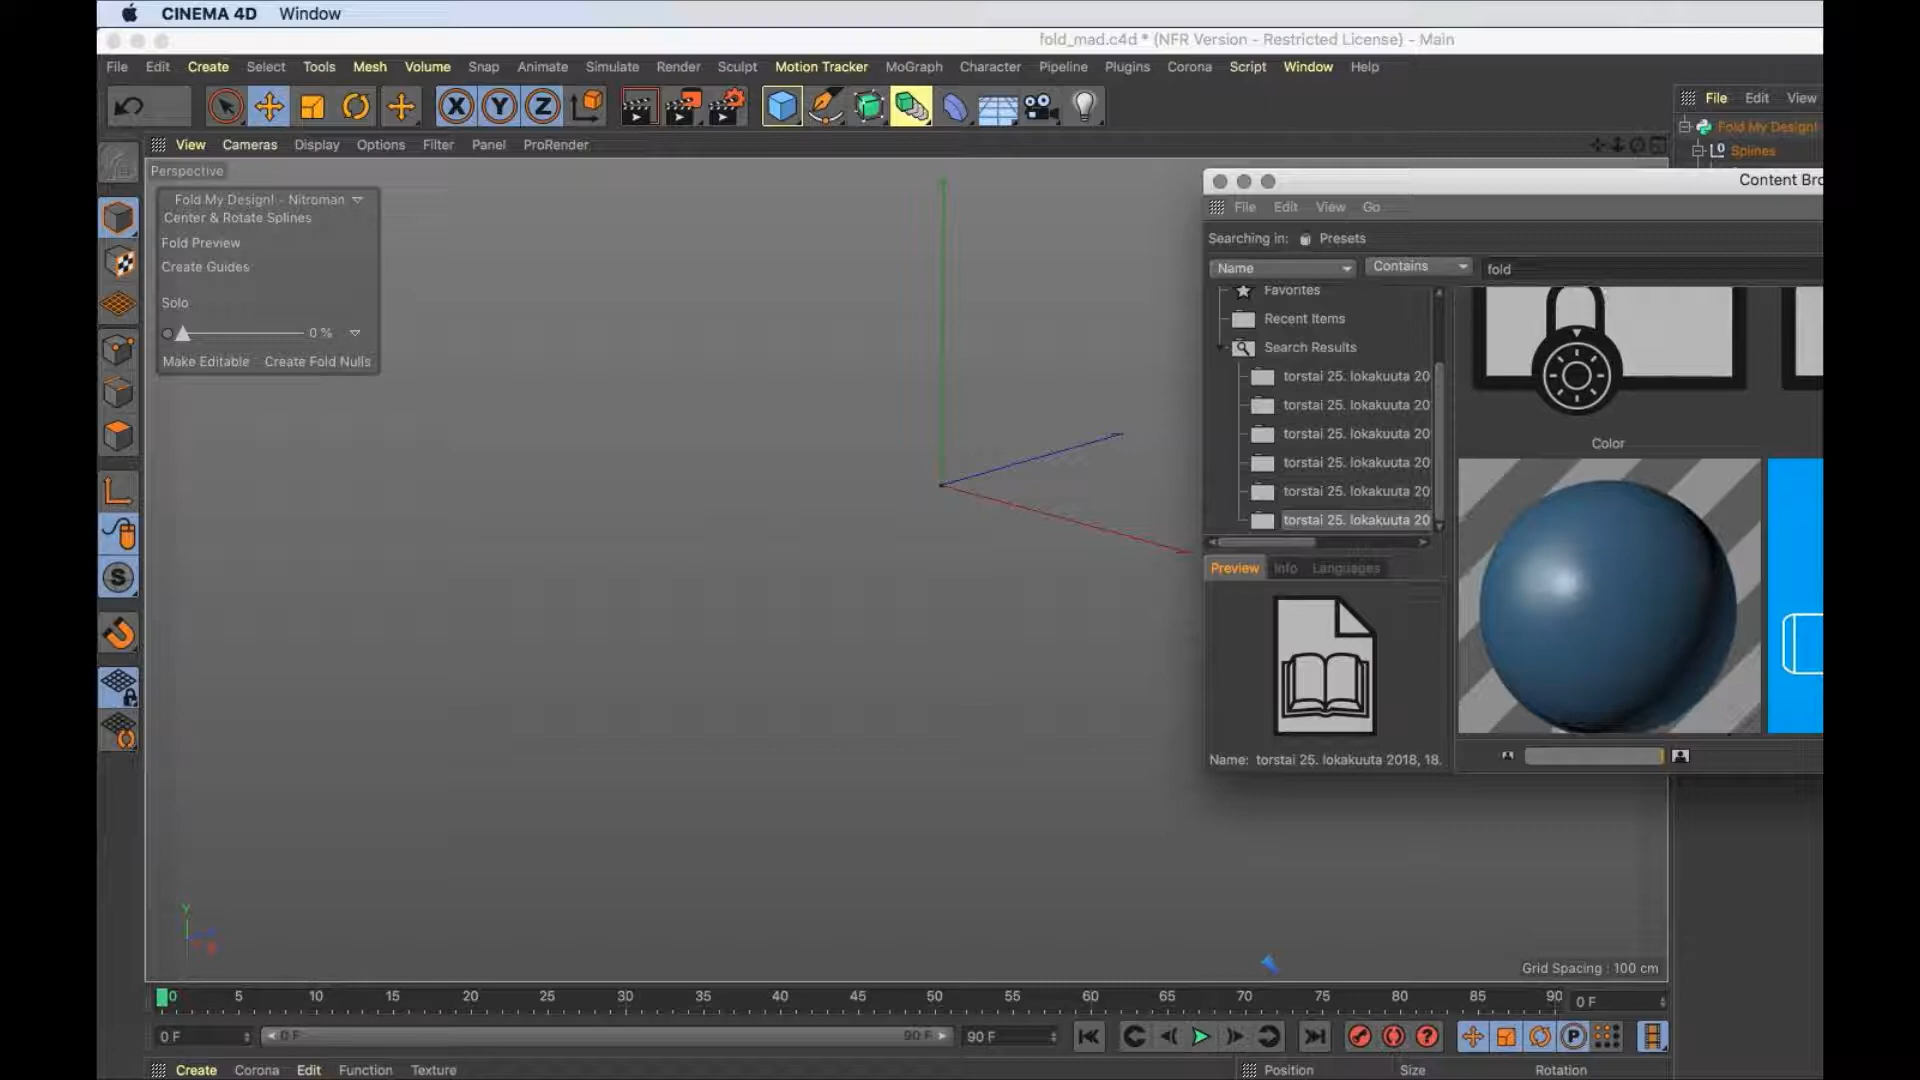 CINEMA 4D Window
fold_mad.c4d * (NFR Version - Restricted License) - Main
File Edit Create Select Tools Mesh Volume Snap Animate Simulate Render Sculpt Motion Tracker MoGraph Character Pipeline Plugins Corona Script Window Help
X Y Z
File Edit View
Fold My Design!
Splines
View Cameras Display Options Filter Panel ProRender
Perspective
Fold My Design! - Nitroman
Center & Rotate Splines
Fold Preview
Create Guides
Solo
0 %
Make Editable Create Fold Nulls
Content Bro
File Edit View Go
Searching in: Presets
Name Contains fold
Favorites
Recent Items
Search Results
torstai 25. lokakuuta 20
torstai 25. lokakuuta 20
torstai 25. lokakuuta 20
torstai 25. lokakuuta 20
torstai 25. lokakuuta 20
torstai 25. lokakuuta 20
Color
Preview Info Languages
Name: torstai 25. lokakuuta 2018, 18.
S
Y
Grid Spacing : 100 cm
0 5 10 15 20 25 30 35 40 45 50 55 60 65 70 75 80 85 90 0 F
0 F 0 F 90 F 90 F
P
Create Corona Edit Function Texture
Position Size Rotation